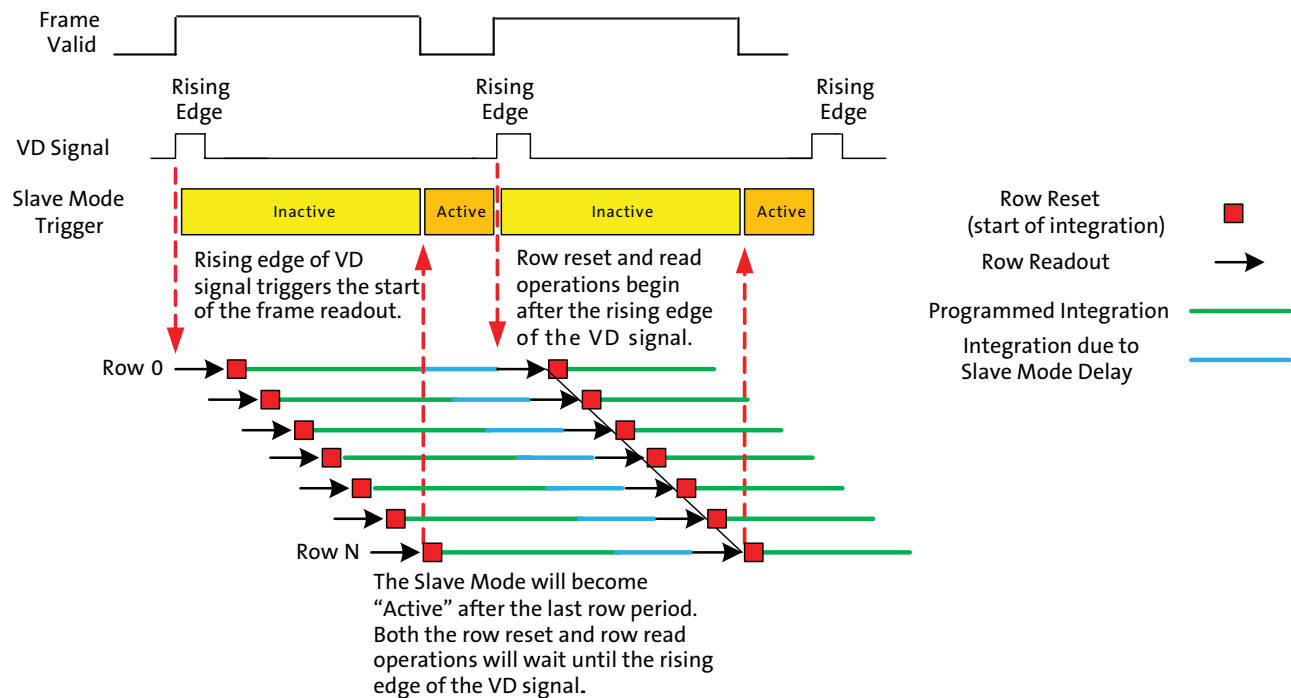 Frame
Valid
Rising
Edge
Rising
Edge
Rising
Edge
VD Signal
Slave Mode
Trigger
Inactive
Active
Inactive
Active
Rising edge of VD
signal triggers the start
of the frame readout.
Row reset and read
operations begin
after the rising edge
of the VD signal.
Row Reset
(start of integration)
Row Readout
Programmed Integration
Integration due to
Slave Mode Delay
Row 0
Row N
The Slave Mode will become
“Active” after the last row period.
Both the row reset and row read
operations will wait until the rising
edge of the VD signal.